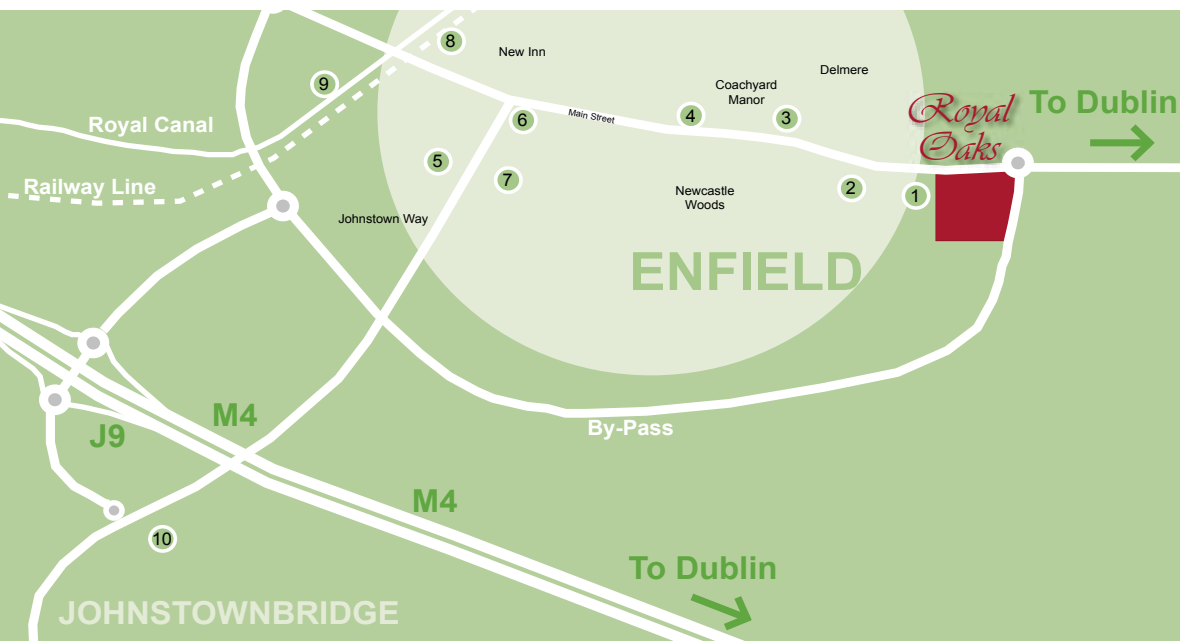 8
New Inn
Delmere
9
Coachyard
Manor
Royal
Oaks
To Dublin
4
Main Street
3
6
Royal Canal
5
7
Railway Line
2
1
Newcastle
Woods
Johnstown Way
ENFIELD
M4
J9
By-Pass
M4
10
To Dublin
JOHNSTOWNBRIDGE